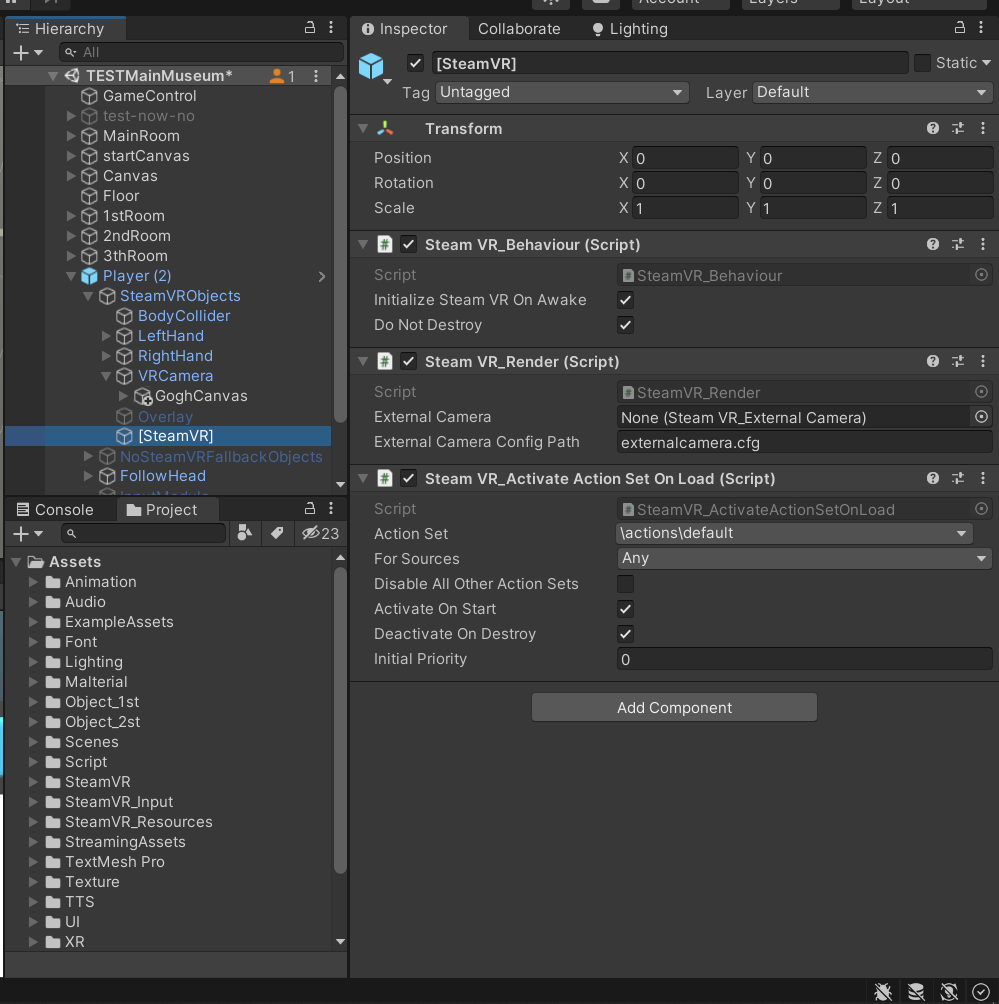 Account
Layers
Layout
Hierarchy
All
TESTMainMuseum*
1
GameControl
test-now-no
MainRoom
startCanvas
Canvas
Floor
1stRoom
2ndRoom
3thRoom
Player (2)
SteamVRObjects
BodyCollider
LeftHand
RightHand
VRCamera
GoghCanvas
Overlay
[SteamVR]
NoSteamVRFallbackObjects
FollowHead
InputModule
Console
Project
23
Assets
Animation
Audio
ExampleAssets
Font
Lighting
Malterial
Object_1st
Object_2st
Scenes
Script
SteamVR
SteamVR_Input
SteamVR_Resources
StreamingAssets
TextMesh Pro
Texture
TTS
UI
XR
Inspector
Collaborate
Lighting
[SteamVR]
Static
Tag Untagged Layer Default
Transform
Position X 0 Y 0 Z 0
Rotation X 0 Y 0 Z 0
Scale X 1 Y 1 Z 1
# Steam VR_Behaviour (Script)
Script SteamVR_Behaviour
Initialize Steam VR On Awake
Do Not Destroy
# Steam VR_Render (Script)
Script SteamVR_Render
External Camera None (Steam VR_External Camera)
External Camera Config Path externalcamera.cfg
# Steam VR_Activate Action Set On Load (Script)
Script SteamVR_ActivateActionSetOnLoad
Action Set \actions\default
For Sources Any
Disable All Other Action Sets
Activate On Start
Deactivate On Destroy
Initial Priority 0
Add Component